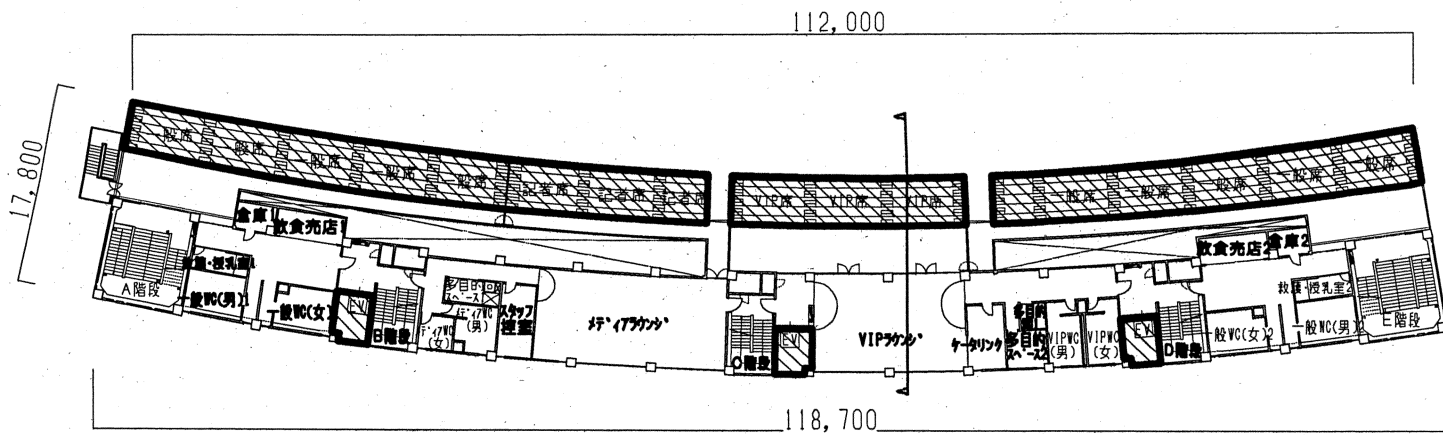 112,000
17,800
一般席
一般席
一般席
一般席
一般席
記者席
記者席
記者席
VIP席
VIP席
VIP席
一般席
一般席
一般席
一般席
一般席
倉庫1
飲食売店1
飲食売店2
倉庫2
A階段
救護・授乳室1
一般WC(男)1
一般WC(女)
EV
B階段
多目的
スペース
メディアWC
(男)
メディアWC
(女)
スタッフ
控室
メディアラウンジ
C階段
EV
VIPラウンジ
ケータリング
多目的
スペース2
VIPWC
(男)
VIPWC
(女)
EV
D階段
一般WC(女)2
救護・授乳室2
一般WC(男)2
E階段
118,700